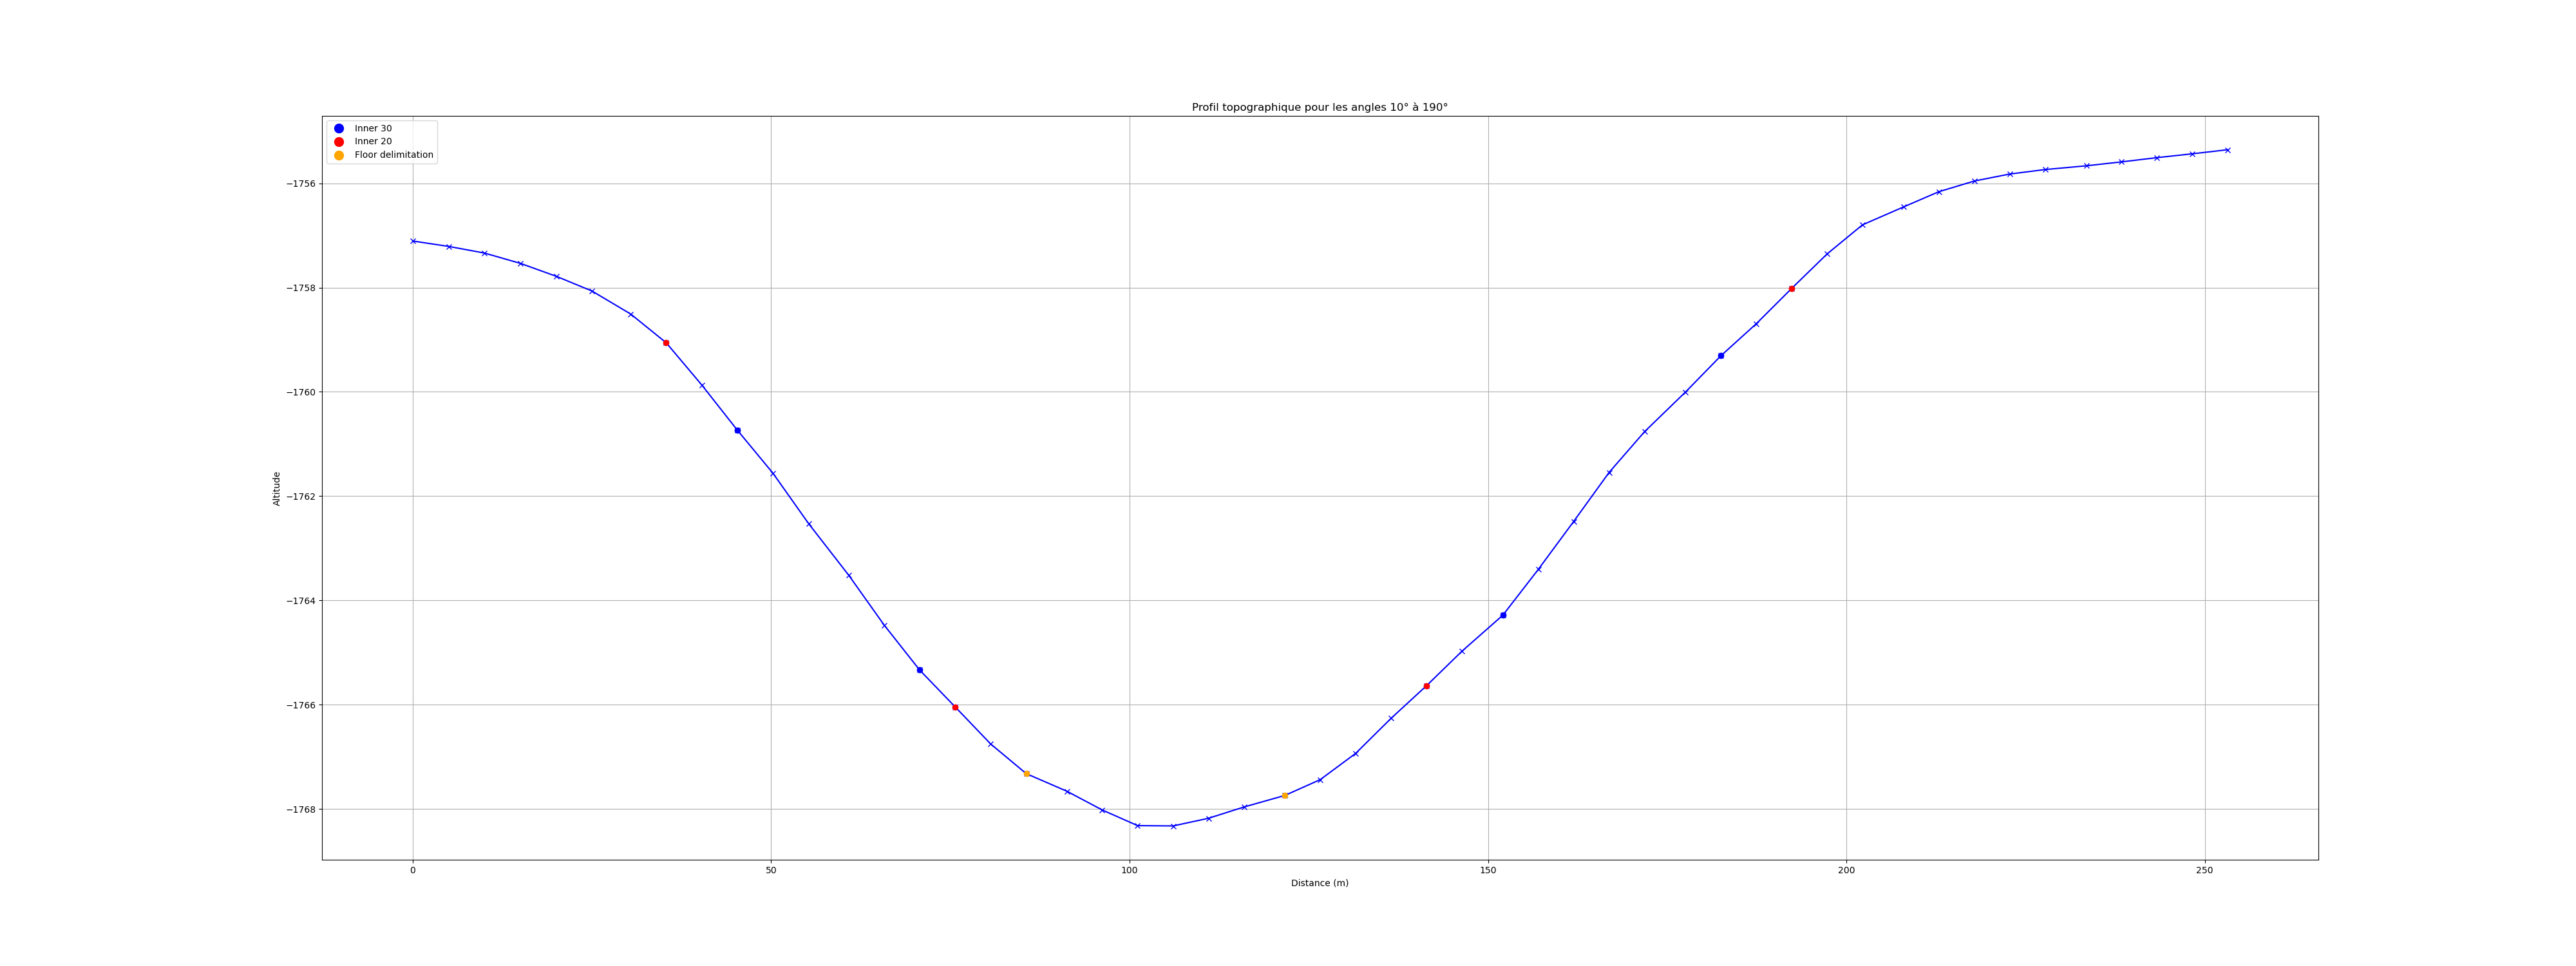 Profil topographique pour les angles 10° à 190°
Inner 30
Inner 20
Floor delimitation
−1756
−1758
−1760
−1762
−1764
−1766
−1768
Altitude
0 50 100 150 200 250
Distance (m)